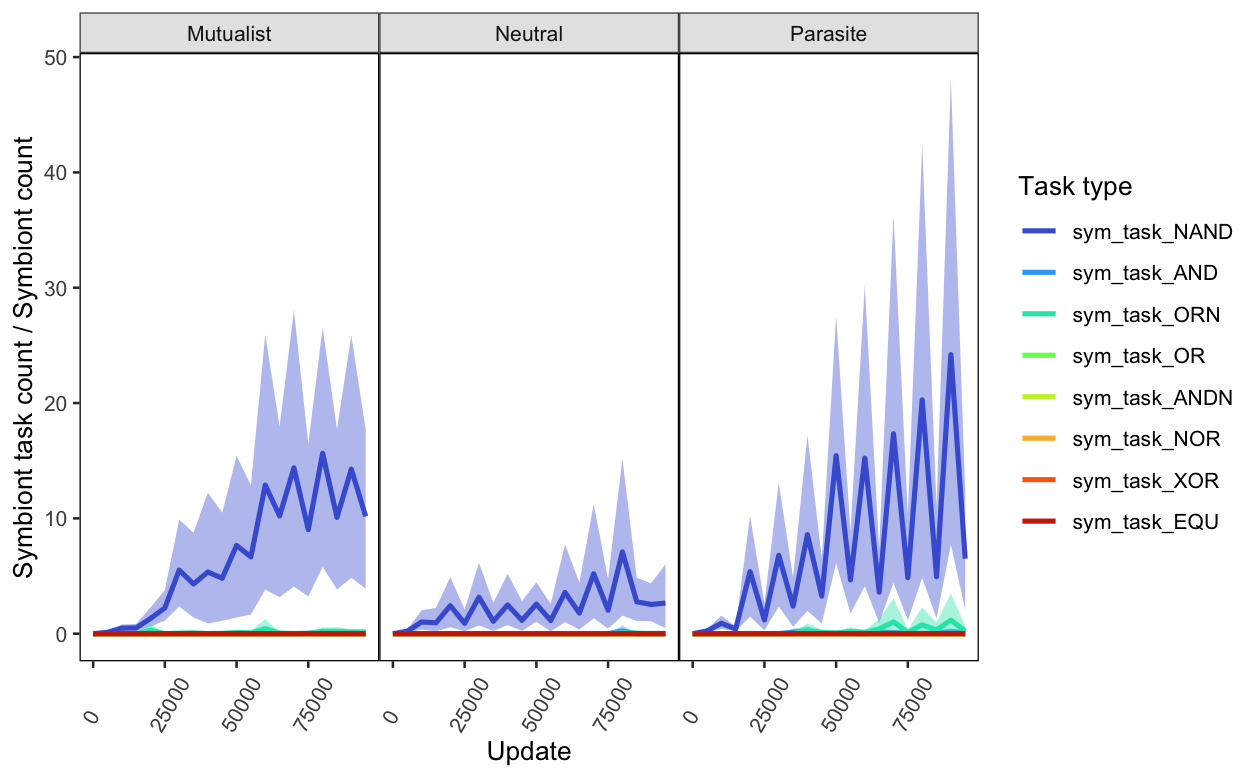 Mutualist
Neutral
Parasite
Symbiont task count / Symbiont count
50
40
30
20
10
0
0
25000
50000
75000
0
25000
50000
75000
0
25000
50000
75000
Update
Task type
sym_task_NAND
sym_task_AND
sym_task_ORN
sym_task_OR
sym_task_ANDN
sym_task_NOR
sym_task_XOR
sym_task_EQU